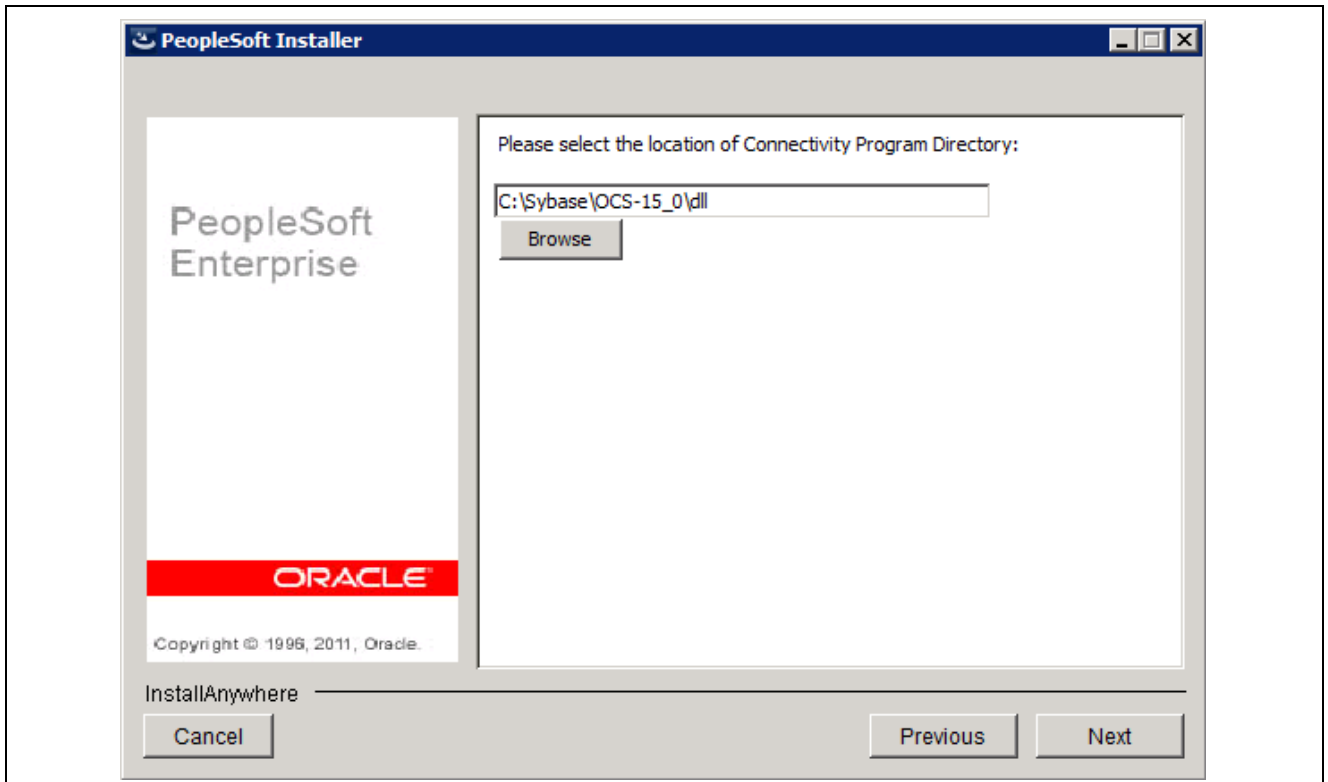 PeopleSoft Installer
Please select the location of Connectivity Program Directory:
C:\Sybase\OCS-15_0\dll
Browse
PeopleSoft
Enterprise
ORACLE
Copyright © 1996, 2011, Oracle.
InstallAnywhere
Cancel
Previous
Next